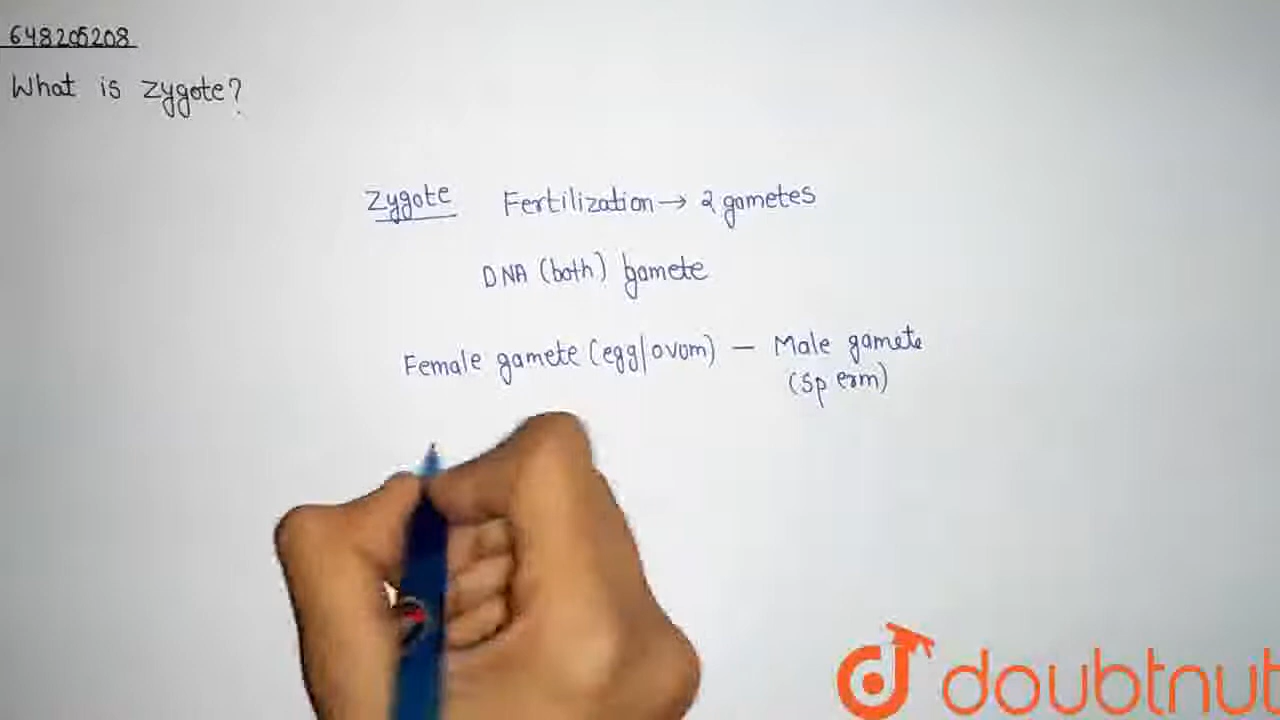 648205208
What is zygote?
Zygote Fertilization → 2 gametes
DNA (both) gamete
Female gamete (egg/ovum) — Male gamete
(Sperm)
doubtnut